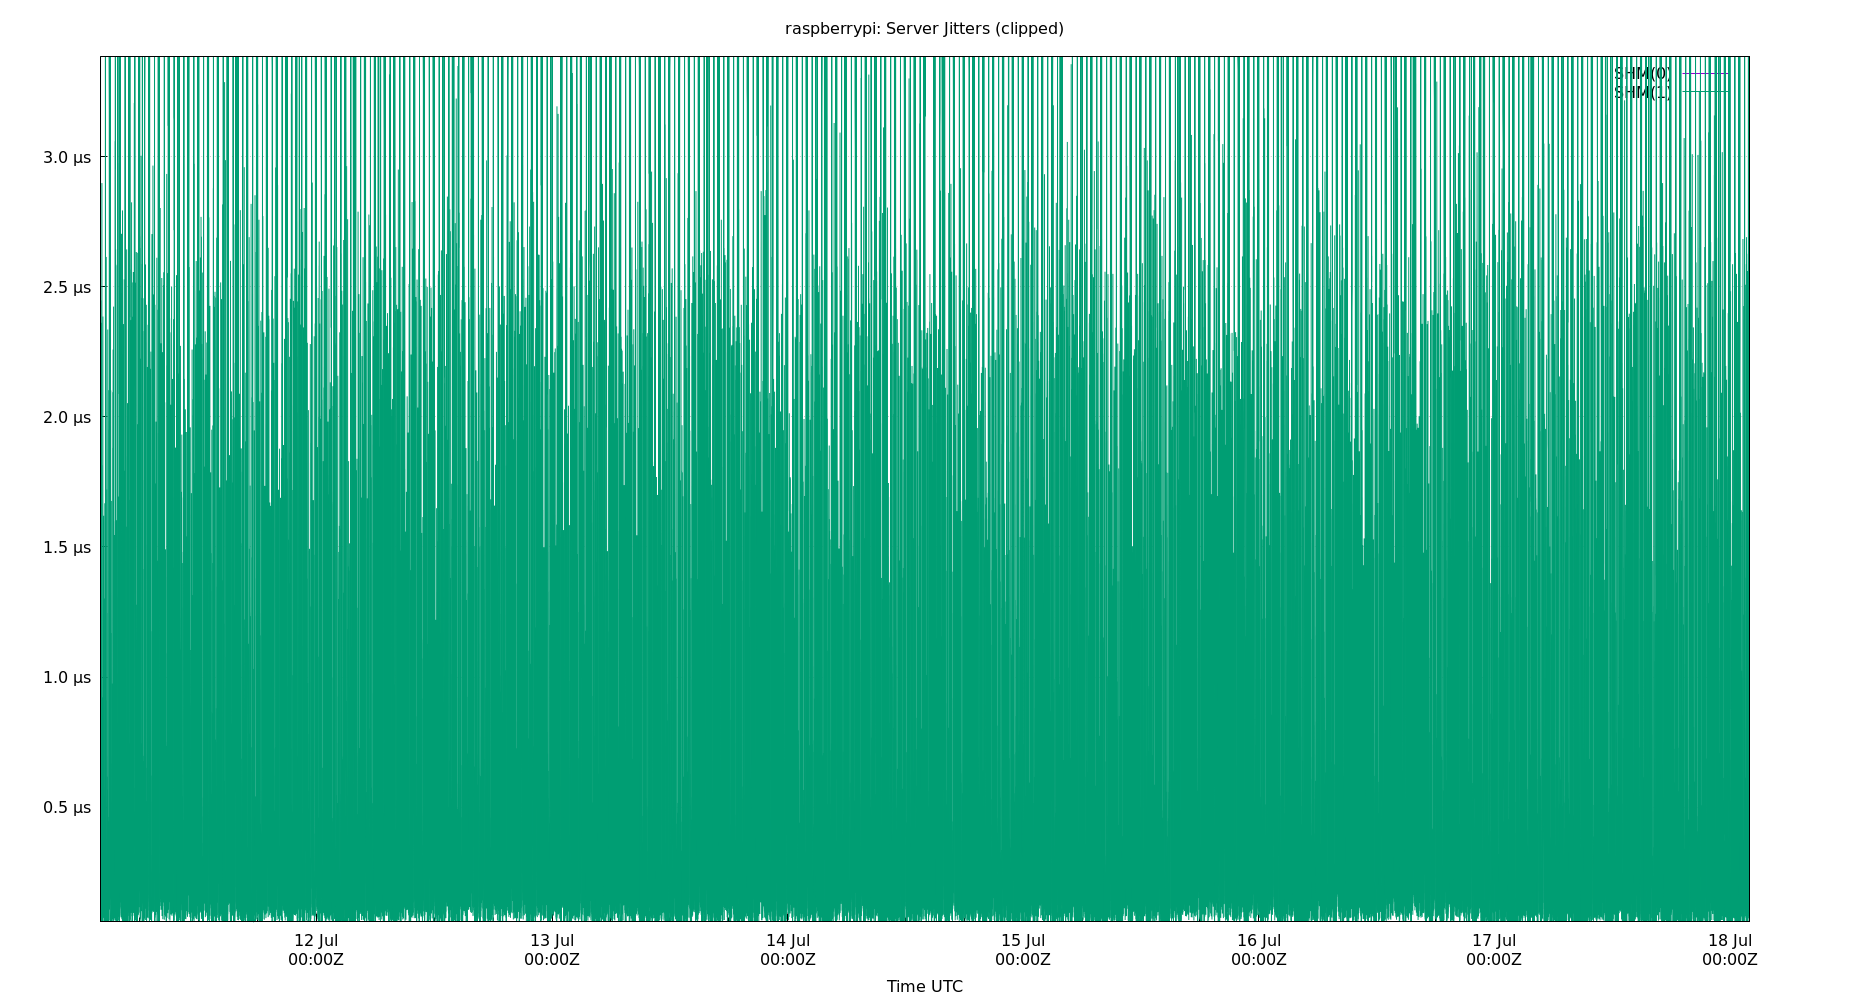 raspberrypi: Server Jitters (clipped)
SHM(0)
SHM(1)
3.0 µs
2.5 µs
2.0 µs
1.5 µs
1.0 µs
0.5 µs
12 Jul 13 Jul 14 Jul 15 Jul 16 Jul 17 Jul 18 Jul
00:00Z 00:00Z 00:00Z 00:00Z 00:00Z 00:00Z 00:00Z
Time UTC